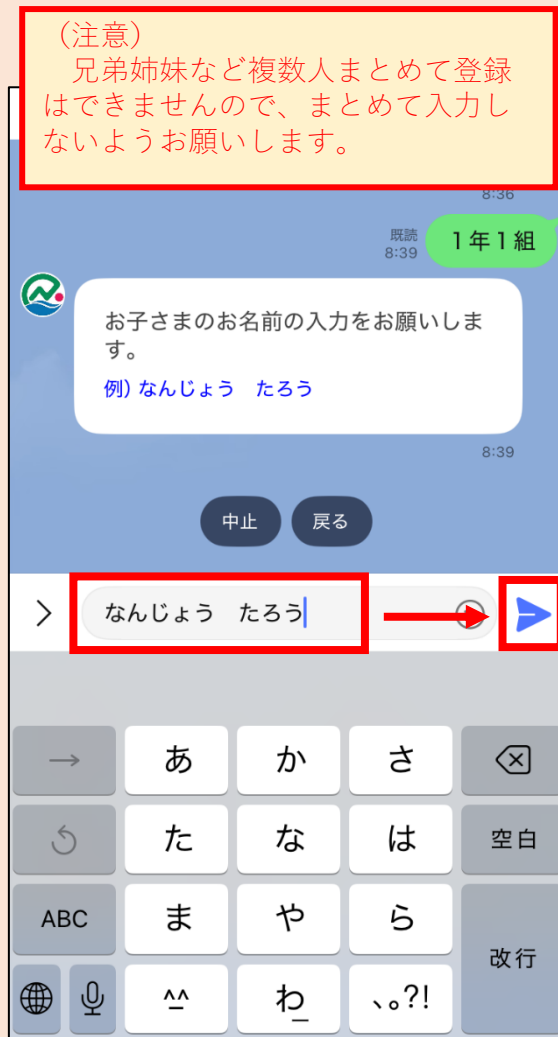 （注意）
　兄弟姉妹など複数人まとめて登録
はできませんので、まとめて入力し
ないようお願いします。
8:36
既読
8:39
１年１組
お子さまのお名前の入力をお願いしま
す。
例) なんじょう　たろう
8:39
中止
戻る
なんじょう　たろう
→
あ
か
さ
た
な
は
空白
ABC
ま
や
ら
改行
^^
わ
、。?!